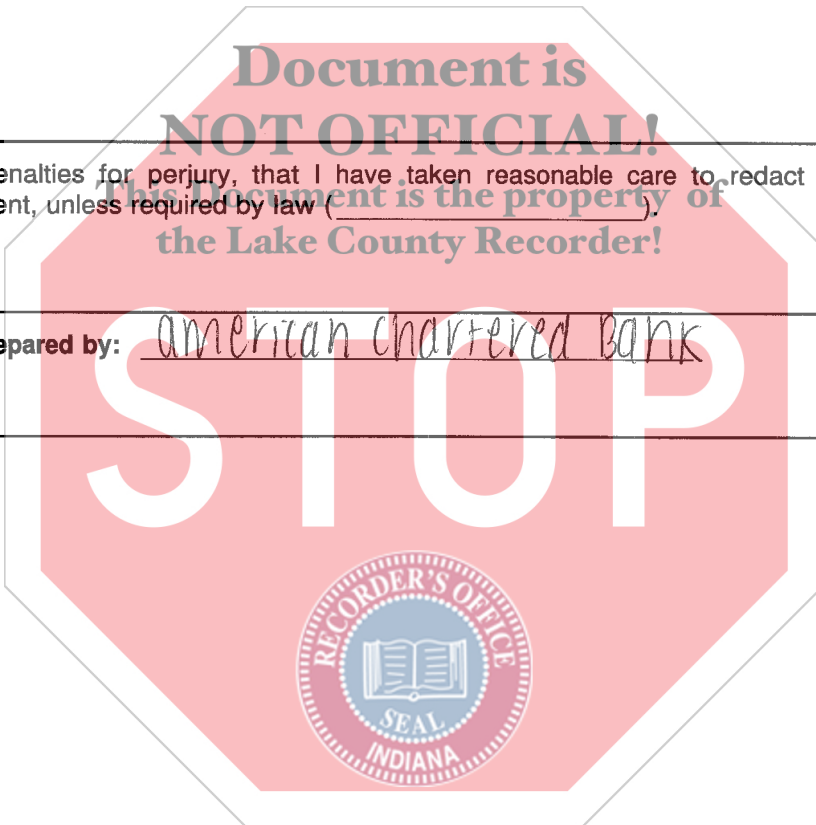 Document is
NOT OFFICIAL!
enalties for perjury, that I have taken reasonable care to redact
This Document is the property of
ent, unless required by law (____________________).
the Lake County Recorder!
epared by: american chartered Bank
STOP
RECORDER'S OFFICE
SEAL
INDIANA